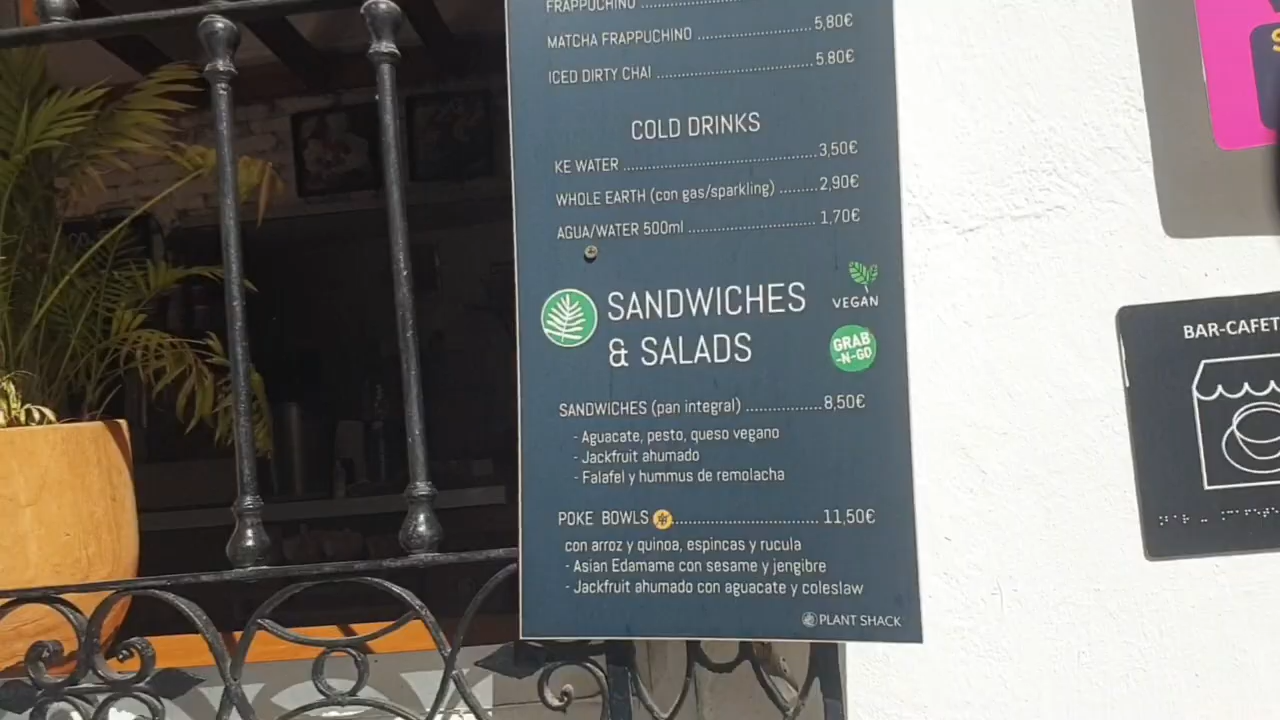 FRAPPUCHINO
MATCHA FRAPPUCHINO ........................ 5,80€
ICED DIRTY CHAI ................................ 5.80€
COLD DRINKS
KE WATER ........................................ 3,50€
WHOLE EARTH (con gas/sparkling) ........ 2,90€
AGUA/WATER 500ml .......................... 1,70€
SANDWICHES
& SALADS
VEGAN
GRAB
-N-GO
SANDWICHES (pan integral) ................ 8,50€
- Aguacate, pesto, queso vegano
- Jackfruit ahumado
- Falafel y hummus de remolacha
POKE BOWLS ................................ 11,50€
con arroz y quinoa, espincas y rucula
- Asian Edamame con sesame y jengibre
- Jackfruit ahumado con aguacate y coleslaw
PLANT SHACK
BAR-CAFET